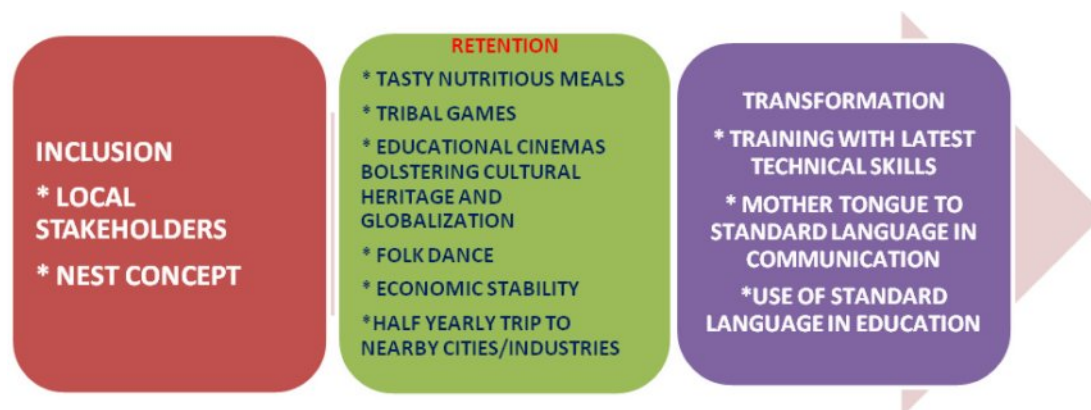 INCLUSION
* LOCAL
STAKEHOLDERS
* NEST CONCEPT
RETENTION
* TASTY NUTRITIOUS MEALS
* TRIBAL GAMES
* EDUCATIONAL CINEMAS
BOLSTERING CULTURAL
HERITAGE AND
GLOBALIZATION
* FOLK DANCE
* ECONOMIC STABILITY
*HALF YEARLY TRIP TO
NEARBY CITIES/INDUSTRIES
TRANSFORMATION
* TRAINING WITH LATEST
TECHNICAL SKILLS
* MOTHER TONGUE TO
STANDARD LANGUAGE IN
COMMUNICATION
*USE OF STANDARD
LANGUAGE IN EDUCATION